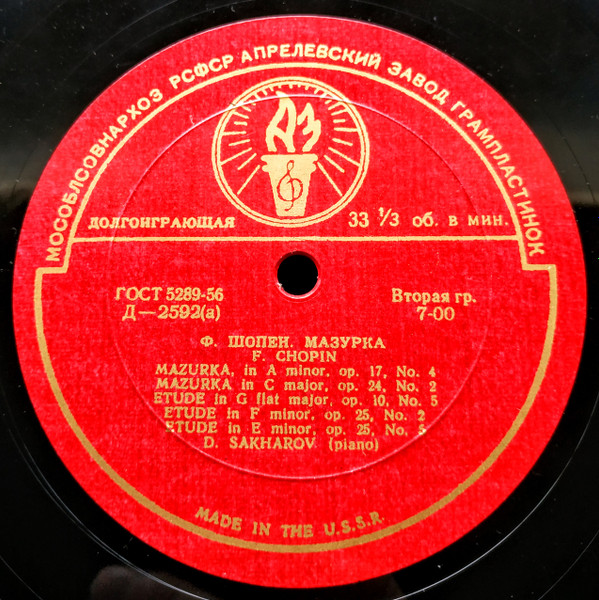 МОСОБЛСОВНАРХОЗ РСФСР АПРЕЛЕВСКИЙ ЗАВОД ГРАМПЛАСТИНОК
АЗ
ДОЛГОИГРАЮЩАЯ 33 ⅓ об. в мин.
ГОСТ 5289-56 Вторая гр.
Д—2592(а) 7-00
Ф. ШОПЕН. МАЗУРКА
F. CHOPIN
MAZURKA, in A minor, op. 17, No. 4
MAZURKA in C major, op. 24, No. 2
ETUDE in G flat major, op. 10, No. 5
ETUDE in F minor, op. 25, No. 2
ETUDE in E minor, op. 25, No. 5
D. SAKHAROV (piano)
MADE IN THE U.S.S.R.